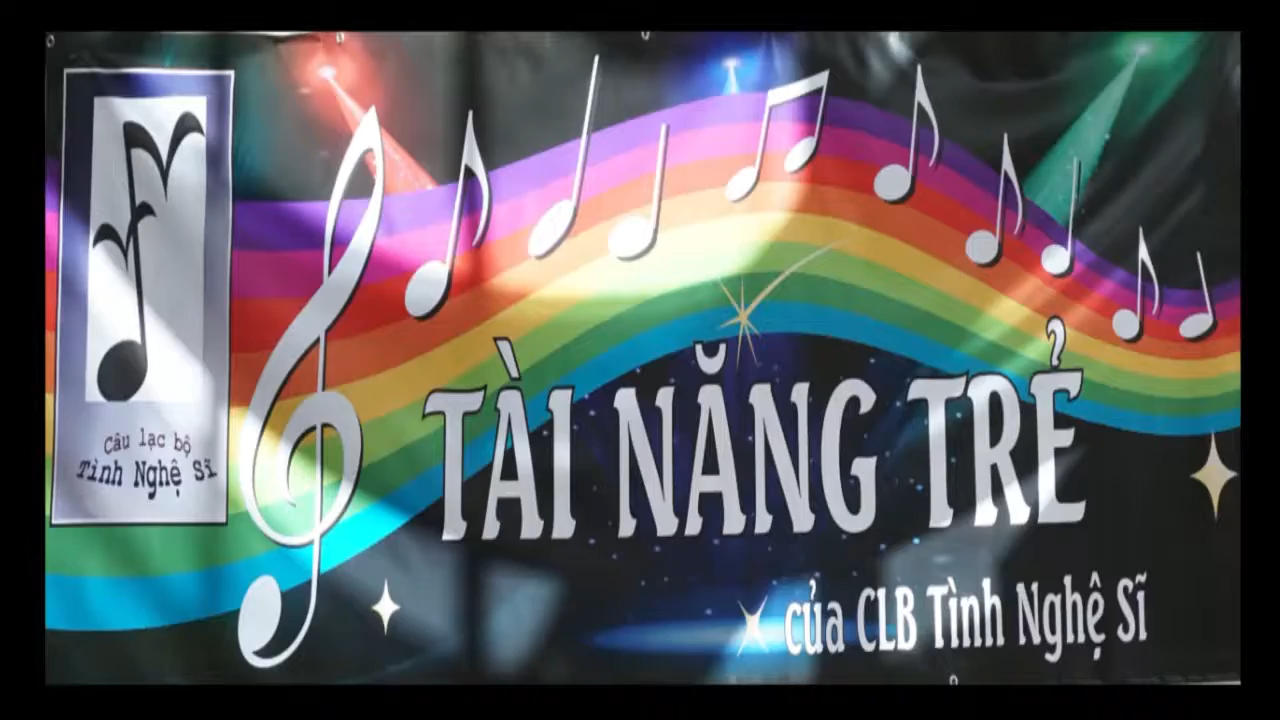 Câu lạc bộ
Tình Nghệ Sĩ
TÀI NĂNG TRẺ
của CLB Tình Nghệ Sĩ